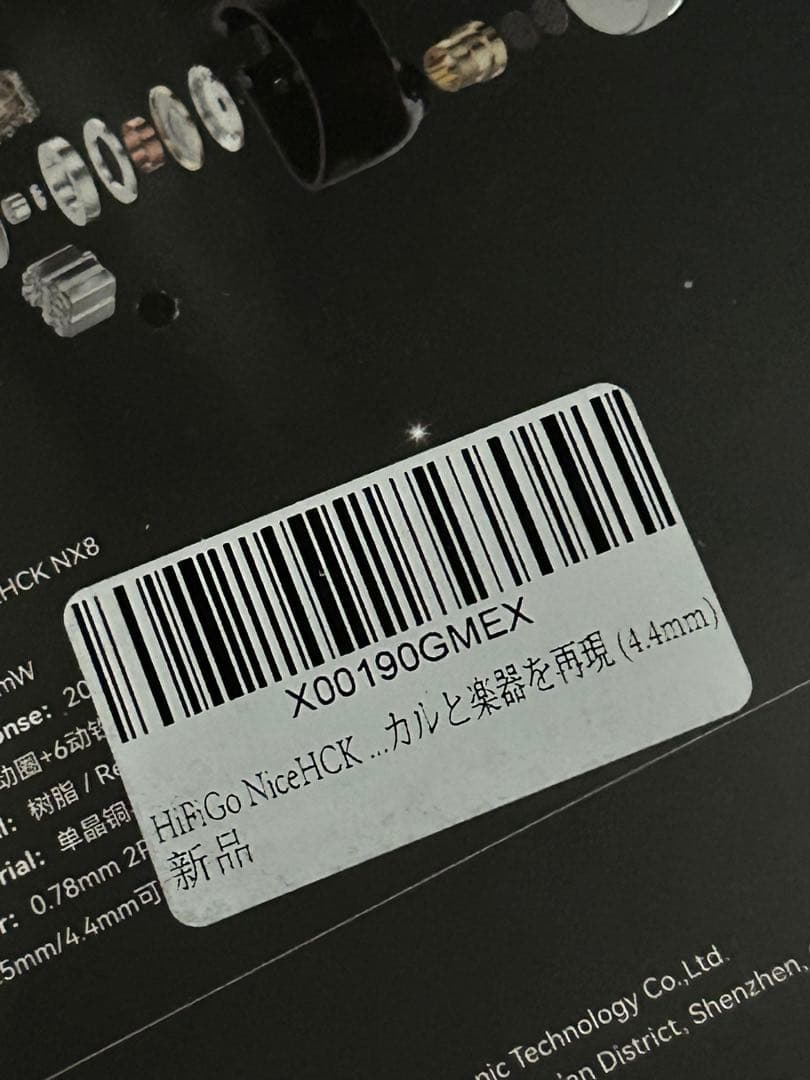 HCK NX8
mW
onse: 20
动圈+6动铁
l: 树脂 / Re
rial: 单晶铜
r: 0.78mm 2P
5mm/4.4mm可
X00190GMEX
HiFiGo NiceHCK ...カルと楽器を再現 (4.4mm)
新品
nic Technology Co.,Ltd.
an District, Shenzhen,